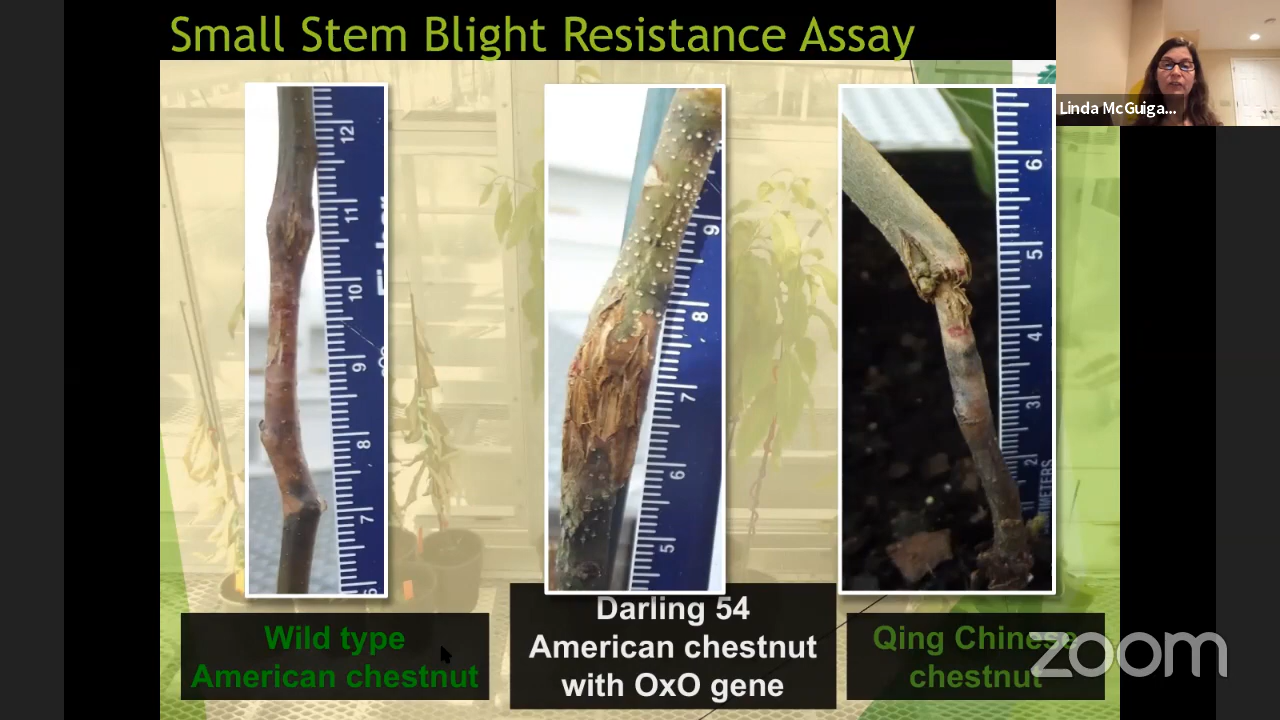 Small Stem Blight Resistance Assay
Linda McGuiga...
12
11
10
9
8
7
9
8
7
6
5
6
5
4
3
2
Wild type
American chestnut
Darling 54
American chestnut
with OxO gene
Qing Chinese
chestnut
zoom